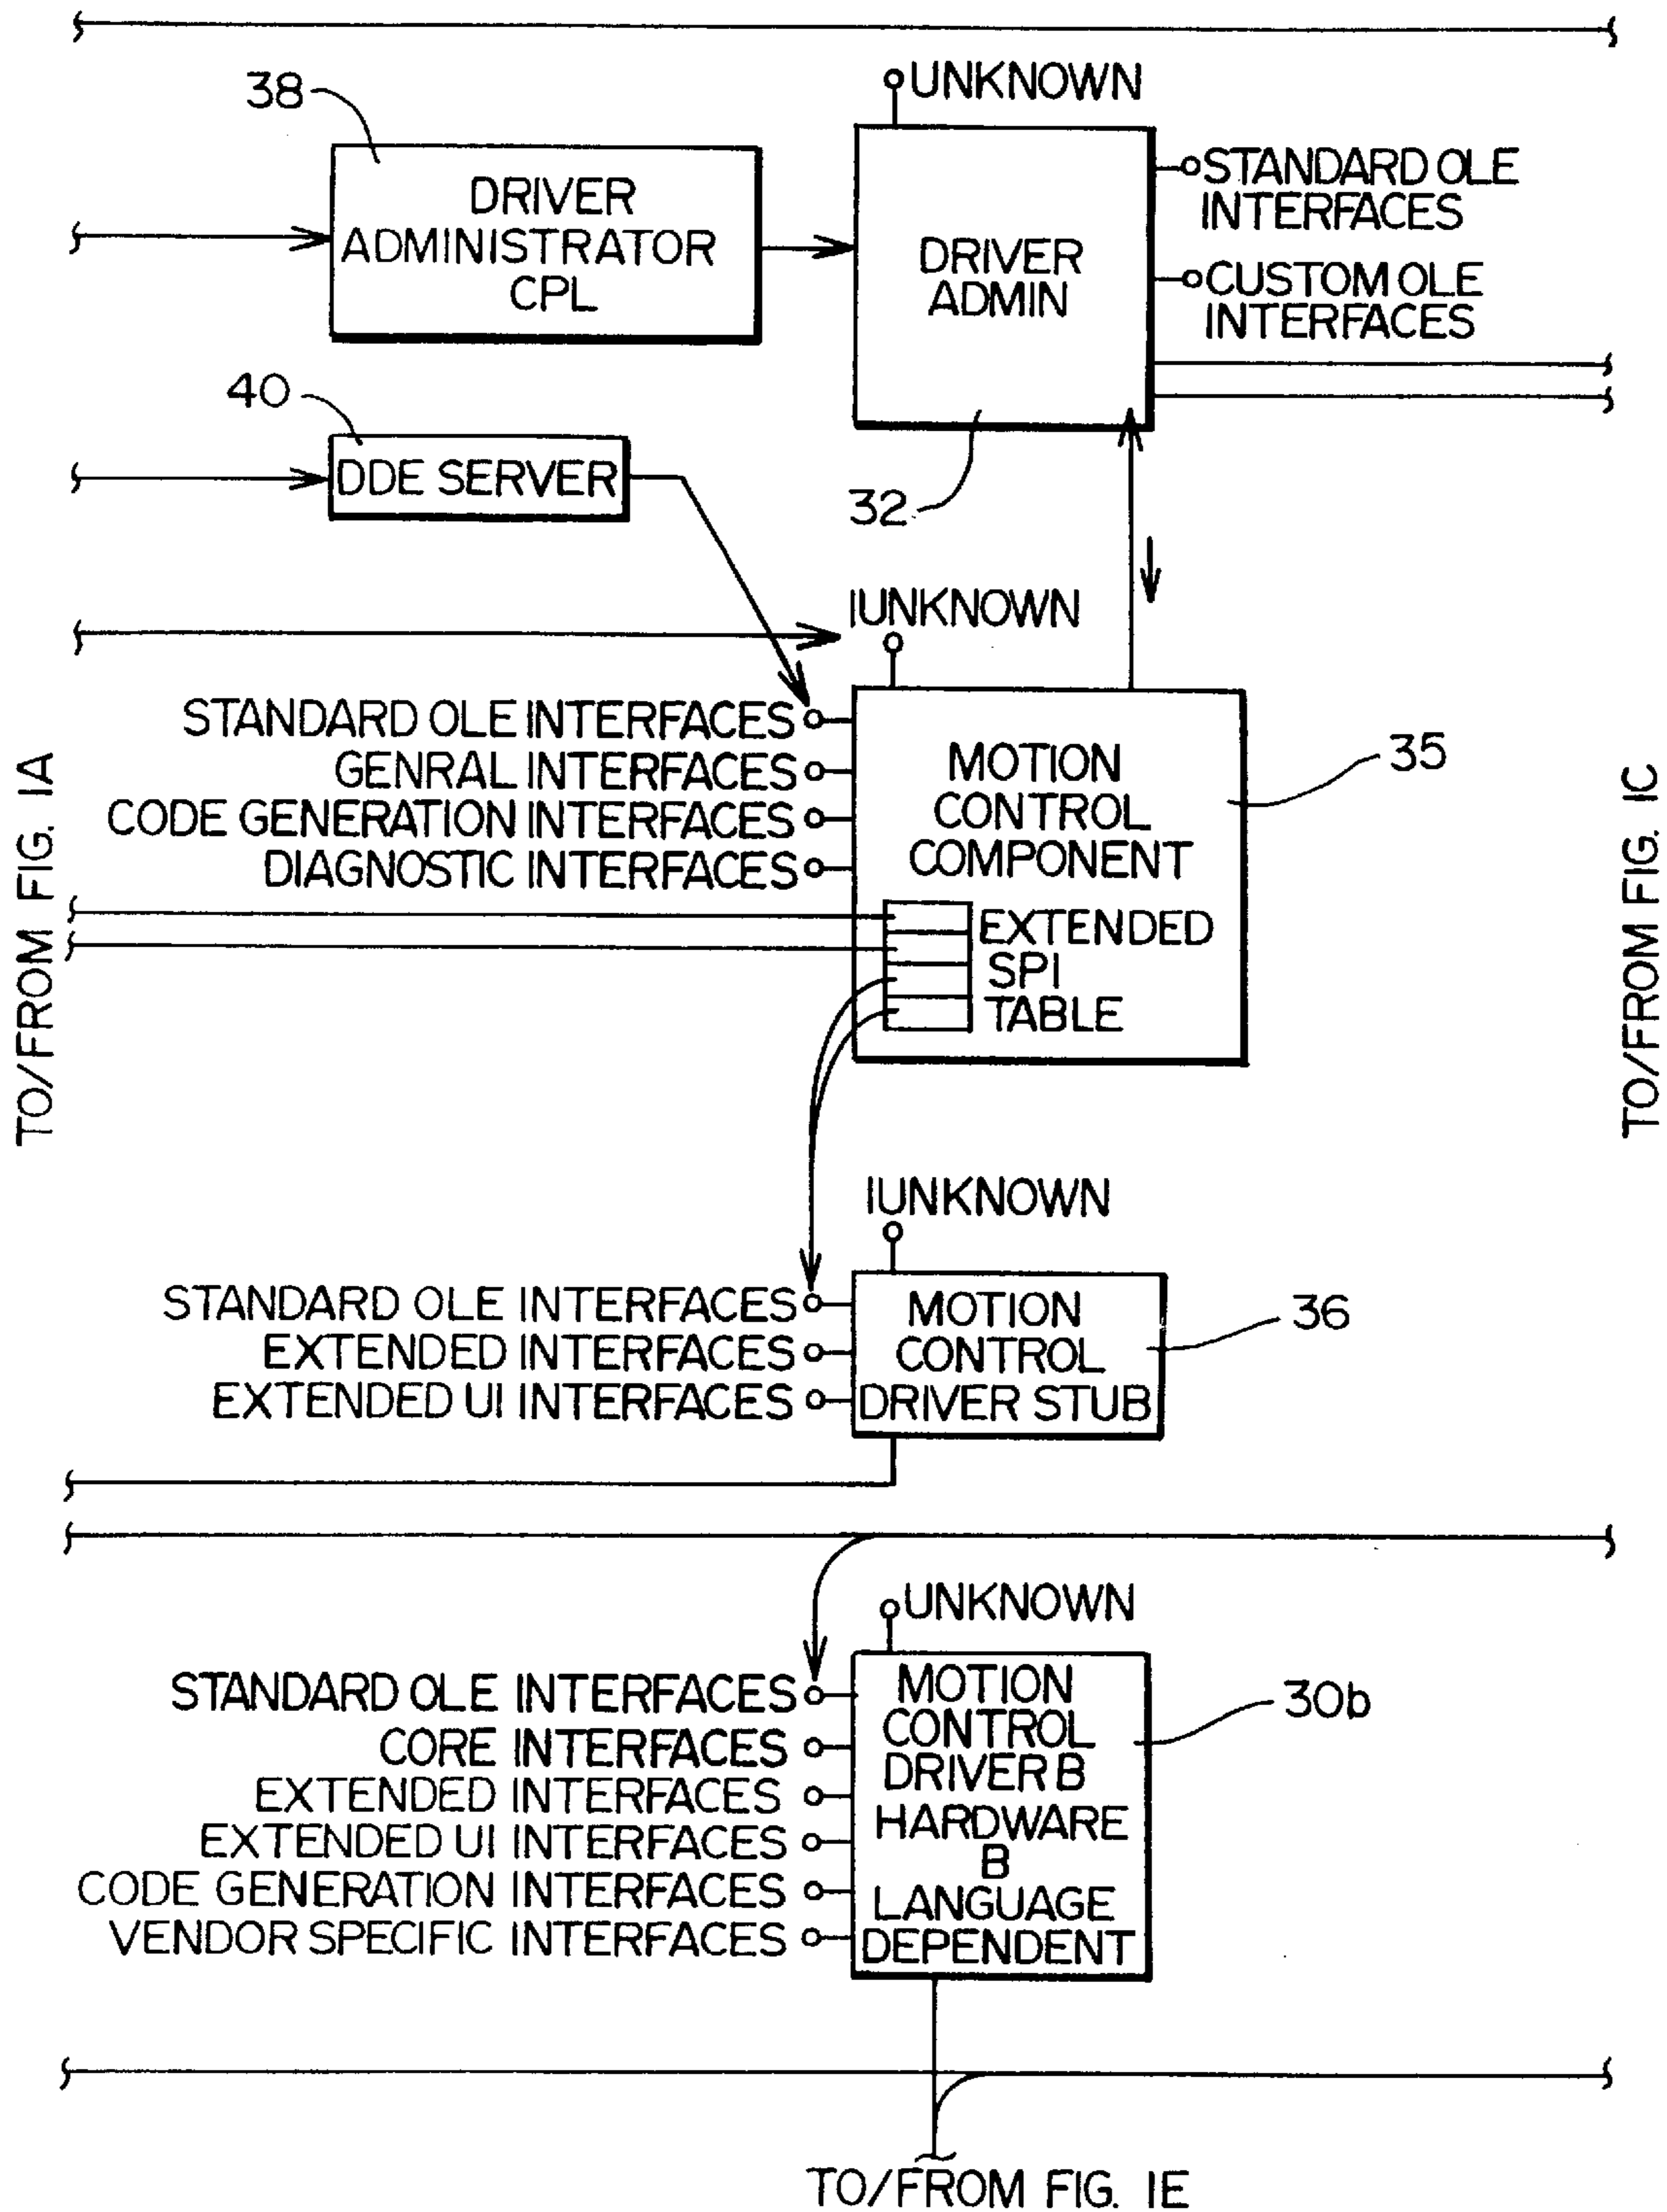 UNKNOWN
38
DRIVER
ADMINISTRATOR
CPL
DRIVER
ADMIN
STANDARD OLE
INTERFACES
CUSTOM OLE
INTERFACES
40
DDE SERVER
32
IUNKNOWN
STANDARD OLE INTERFACES
GENRAL INTERFACES
CODE GENERATION INTERFACES
DIAGNOSTIC INTERFACES
MOTION
CONTROL
COMPONENT
35
EXTENDED
SPI
TABLE
TO/FROM FIG. 1A
TO/FROM FIG. 1C
IUNKNOWN
STANDARD OLE INTERFACES
EXTENDED INTERFACES
EXTENDED UI INTERFACES
MOTION
CONTROL
DRIVER STUB
36
UNKNOWN
STANDARD OLE INTERFACES
CORE INTERFACES
EXTENDED INTERFACES
EXTENDED UI INTERFACES
CODE GENERATION INTERFACES
VENDOR SPECIFIC INTERFACES
MOTION
CONTROL
DRIVER B
HARDWARE
B
LANGUAGE
DEPENDENT
30b
TO/FROM FIG. 1E